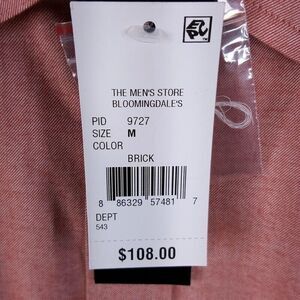 THE MEN'S STORE
BLOOMINGDALE'S
PID 9727
SIZE M
COLOR
BRICK
8 86329 57481 7
DEPT
543
$108.00